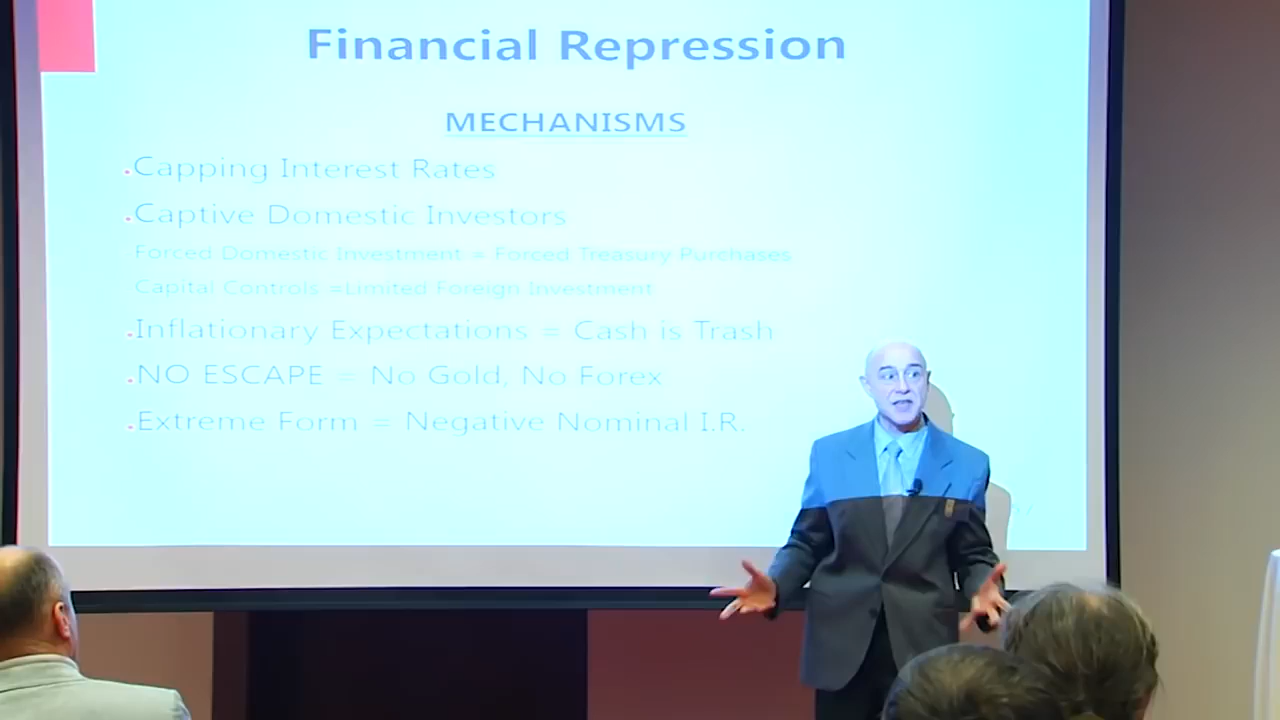 Financial Repression
MECHANISMS
.Capping Interest Rates
.Captive Domestic Investors
Forced Domestic Investment = Forced Treasury Purchases
Capital Controls =Limited Foreign Investment
.Inflationary Expectations = Cash is Trash
.NO ESCAPE = No Gold, No Forex
.Extreme Form = Negative Nominal I.R.